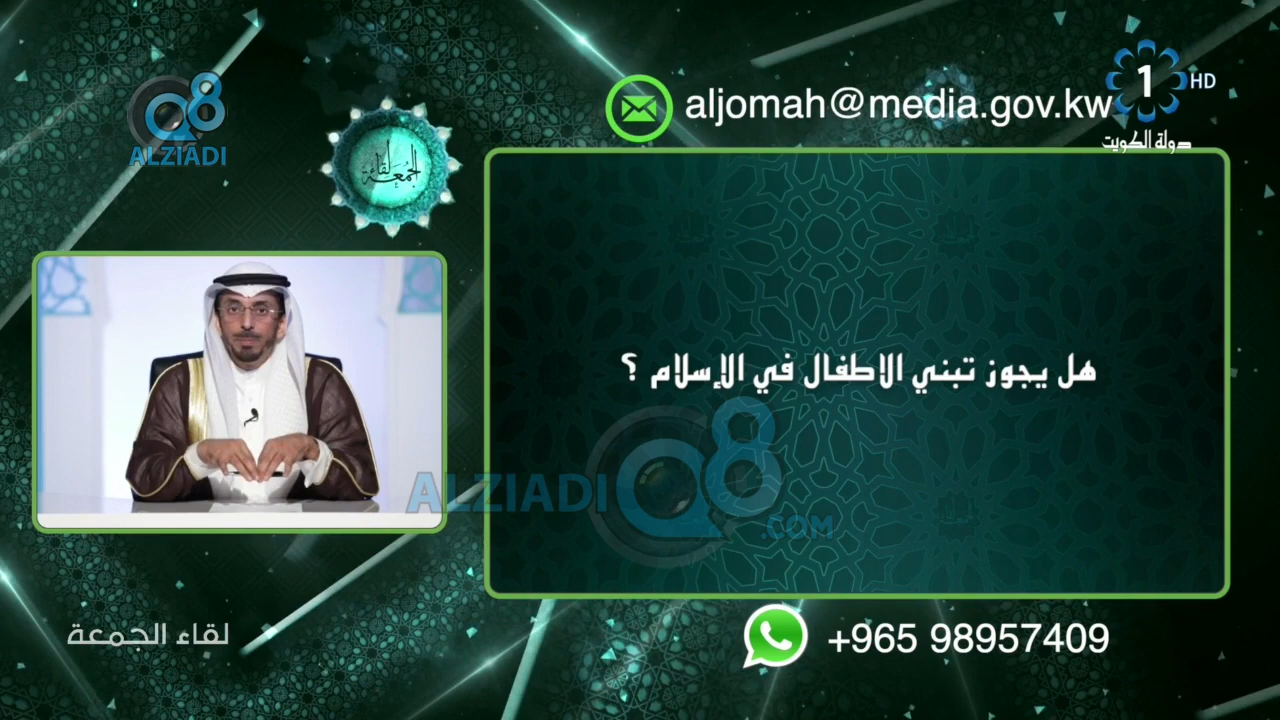 aljomah@media.gov.kw
1 HD
دولة الكويت
Q8
ALZIADI
لقاء الجمعة
هل يجوز تبني الاطفال في الإسلام ؟
ALZIADI Q8
.COM
لقاء الجمعة
+965 98957409